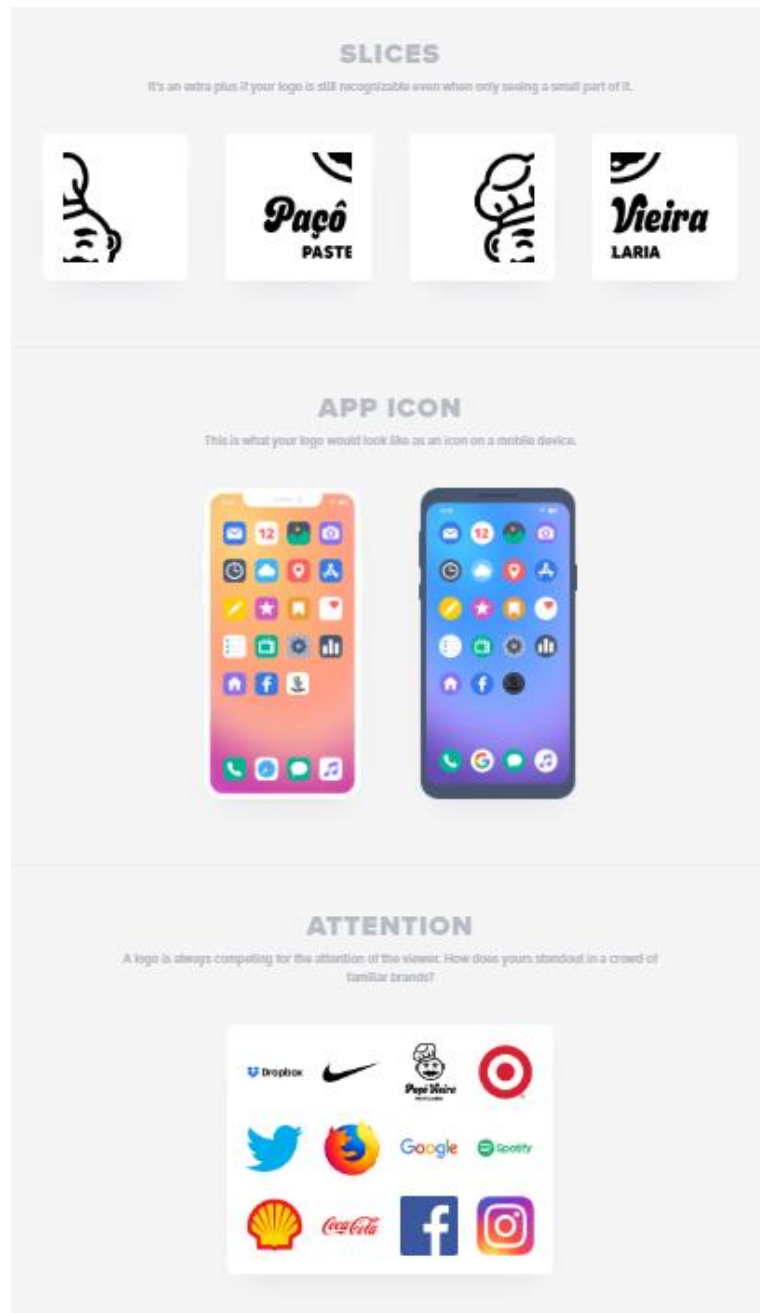 SLICES
It's an extra plus if your logo is still recognizable even when only seeing a small part of it.
Paçô
PASTE
Vieira
LARIA
APP ICON
This is what your logo would look like as an icon on a mobile device.
12
12
ATTENTION
A logo is always competing for the attention of the viewer. How does yours standout in a crowd of
familiar brands?
Dropbox
Paçô Vieira
Google
Spotify
Coca-Cola